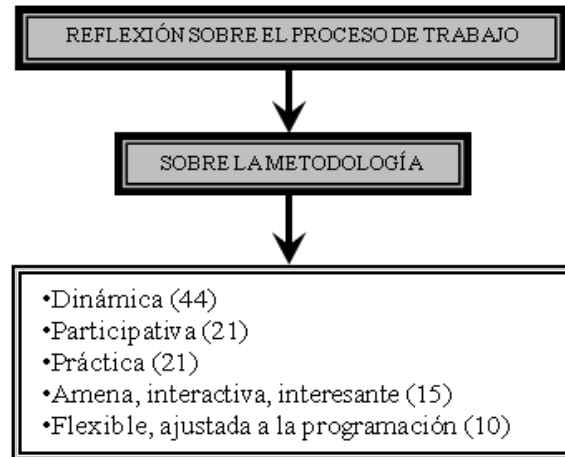 REFLEXIÓN SOBRE EL PROCESO DE TRABAJO
SOBRE LA METODOLOGÍA
•Dinámica (44)
•Participativa (21)
•Práctica (21)
•Amena, interactiva, interesante (15)
•Flexible, ajustada a la programación (10)